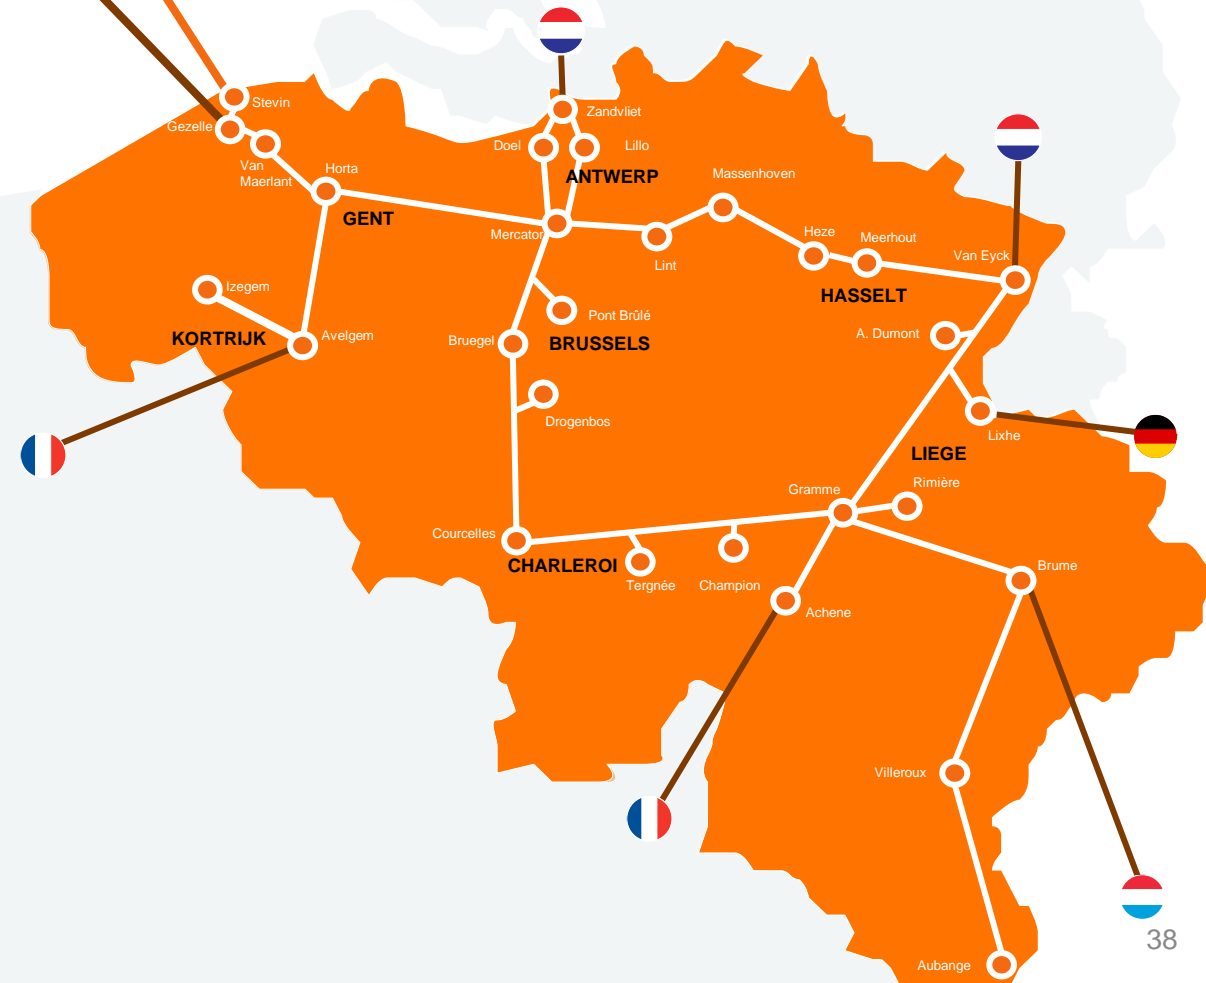 Stevin
Zandvliet
Gezelle
Doel
Lillo
Van
Maerlant
Horta
ANTWERP
Massenhoven
GENT
Mercator
Heze
Meerhout
Lint
Van Eyck
Izegem
HASSELT
Pont Brûlé
KORTRIJK
Avelgem
Bruegel
BRUSSELS
A. Dumont
Drogenbos
Lixhe
LIEGE
Gramme
Rimière
Courcelles
CHARLEROI
Tergnée
Champion
Brume
Achene
Villeroux
38
Aubange